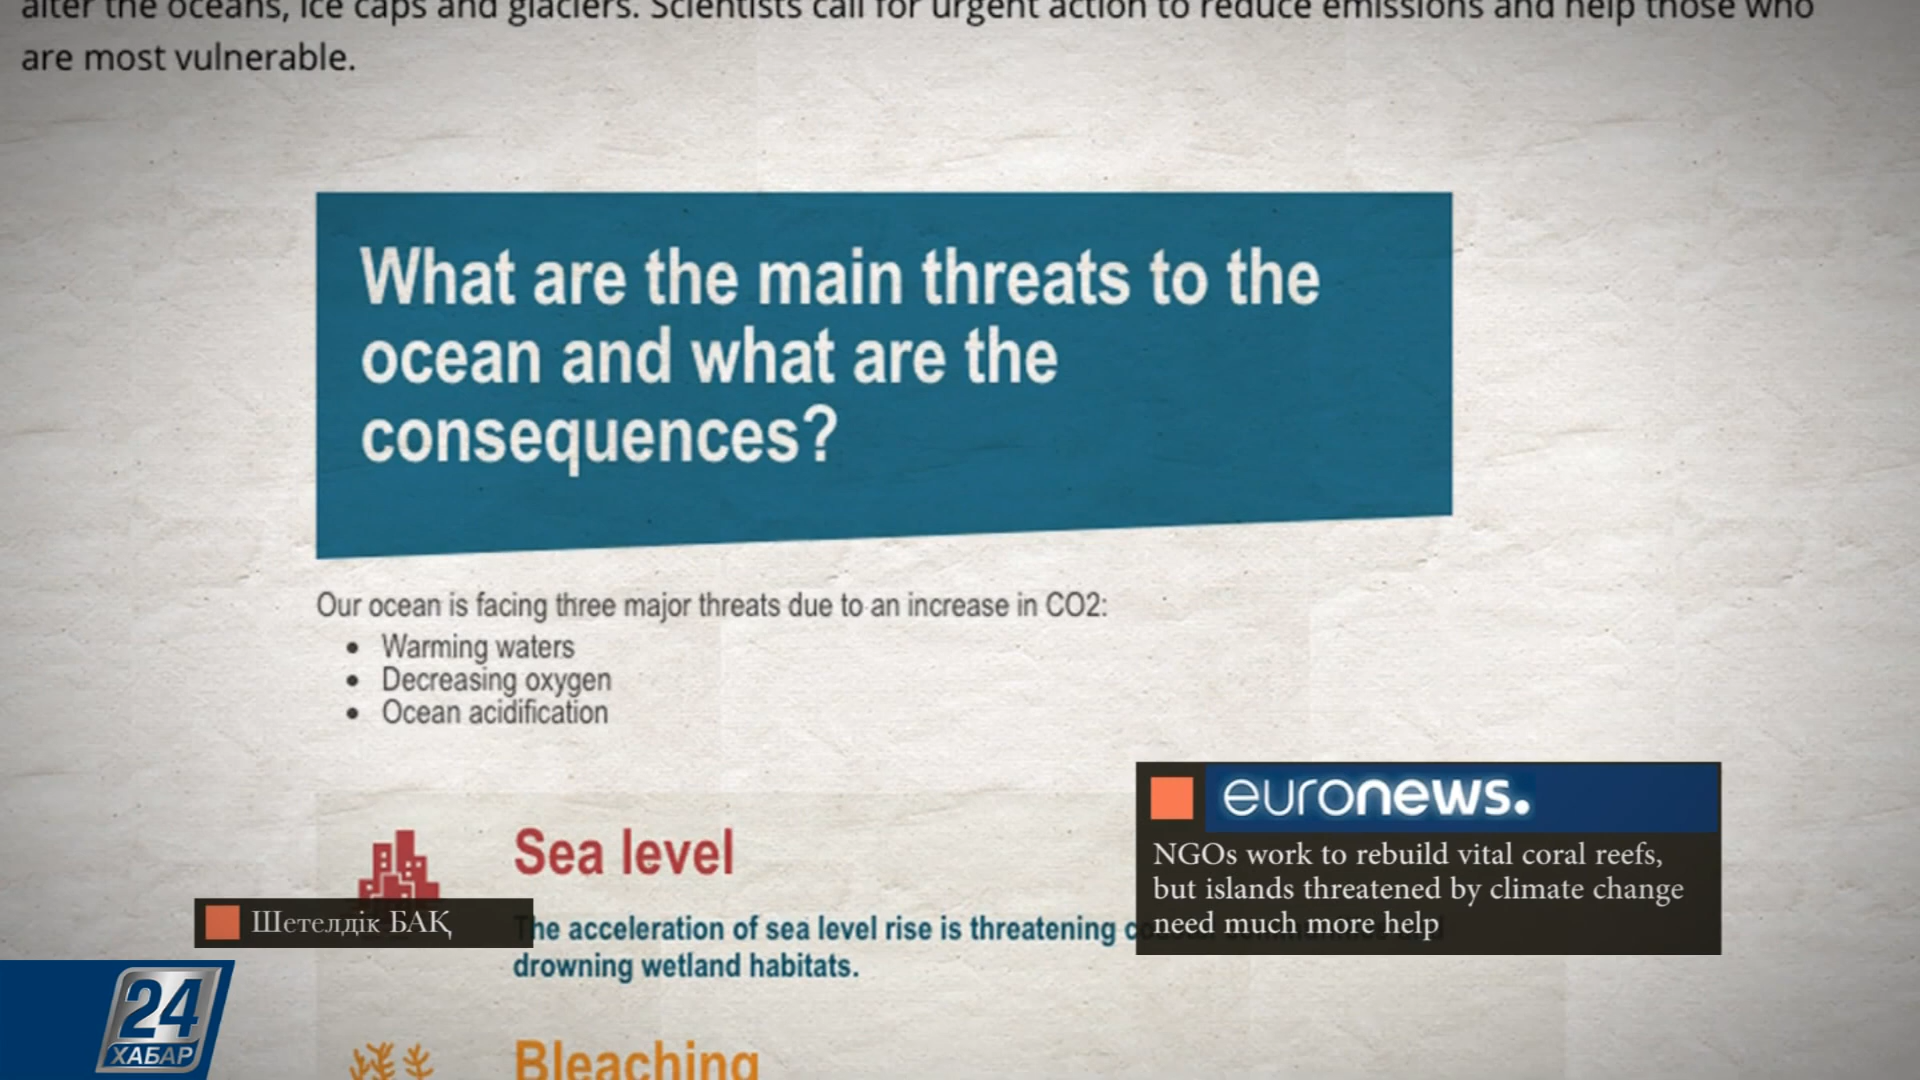 alter the oceans, ice caps and glaciers. Scientists call for urgent action to reduce emissions and help those who
are most vulnerable.
What are the main threats to the
ocean and what are the
consequences?
Our ocean is facing three major threats due to an increase in CO2:
• Warming waters
• Decreasing oxygen
• Ocean acidification
Sea level
The acceleration of sea level rise is threatening
drowning wetland habitats.
Bleaching
euronews.
NGOs work to rebuild vital coral reefs,
but islands threatened by climate change
need much more help
Шетелдік БАҚ
24
ХАБАР